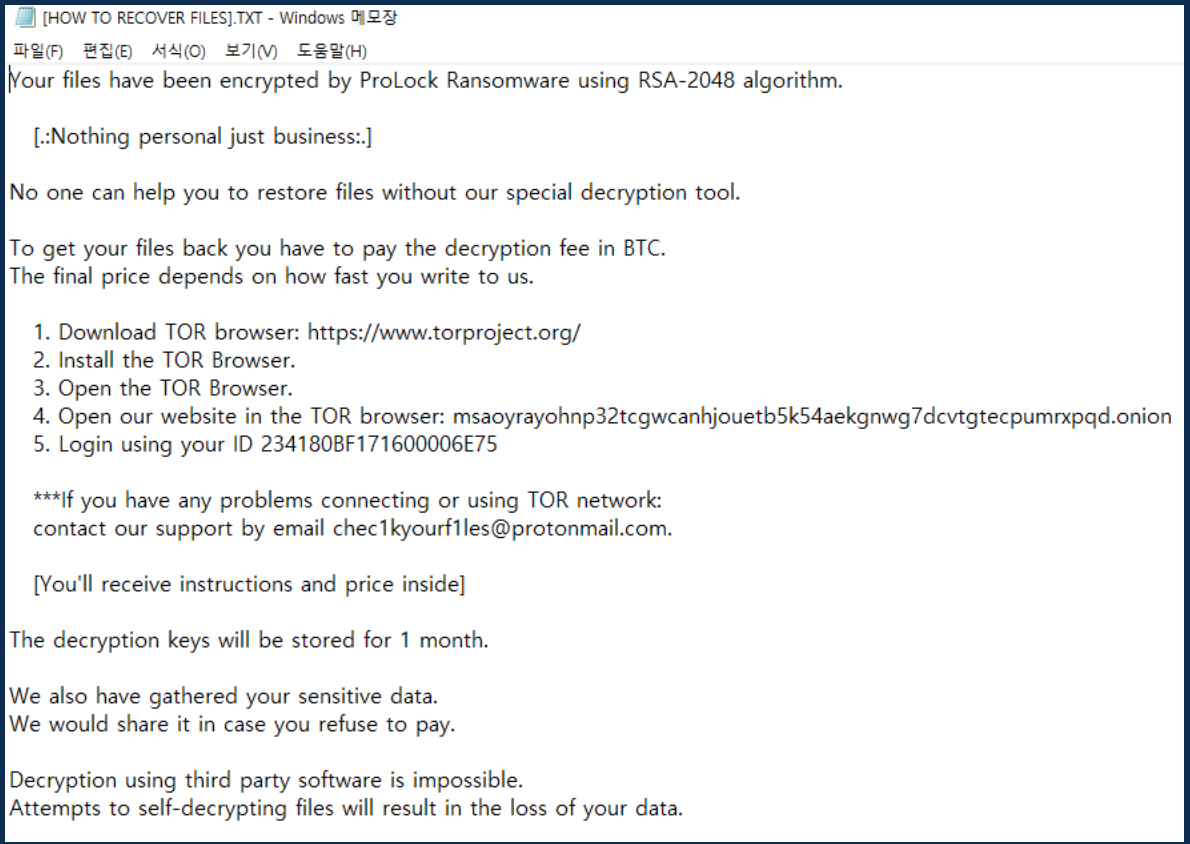 [HOW TO RECOVER FILES].TXT - Windows 메모장
파일(F) 편집(E) 서식(O) 보기(V) 도움말(H)
Your files have been encrypted by ProLock Ransomware using RSA-2048 algorithm.
[.:Nothing personal just business:.]
No one can help you to restore files without our special decryption tool.
To get your files back you have to pay the decryption fee in BTC.
The final price depends on how fast you write to us.
1. Download TOR browser: https://www.torproject.org/
2. Install the TOR Browser.
3. Open the TOR Browser.
4. Open our website in the TOR browser: msaoyrayohnp32tcgwcanhjouetb5k54aekgnwg7dcvtgtecpumrxpqd.onion
5. Login using your ID 234180BF171600006E75
***If you have any problems connecting or using TOR network:
contact our support by email chec1kyourf1les@protonmail.com.
[You'll receive instructions and price inside]
The decryption keys will be stored for 1 month.
We also have gathered your sensitive data.
We would share it in case you refuse to pay.
Decryption using third party software is impossible.
Attempts to self-decrypting files will result in the loss of your data.